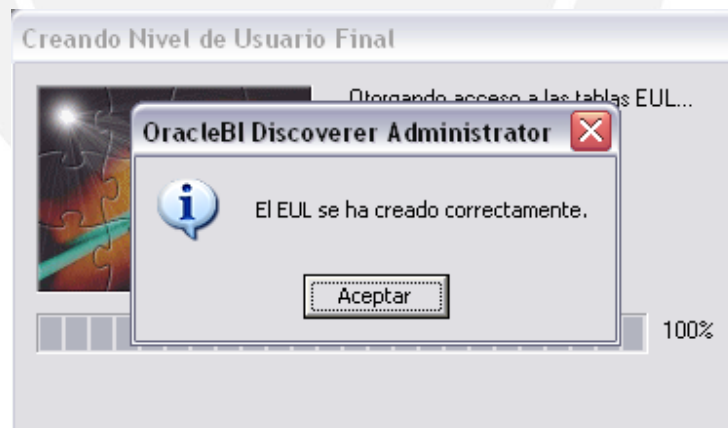 Creando Nivel de Usuario Final
Otorgando acceso a las tablas EUL...
OracleBI Discoverer Administrator
El EUL se ha creado correctamente.
Aceptar
100%